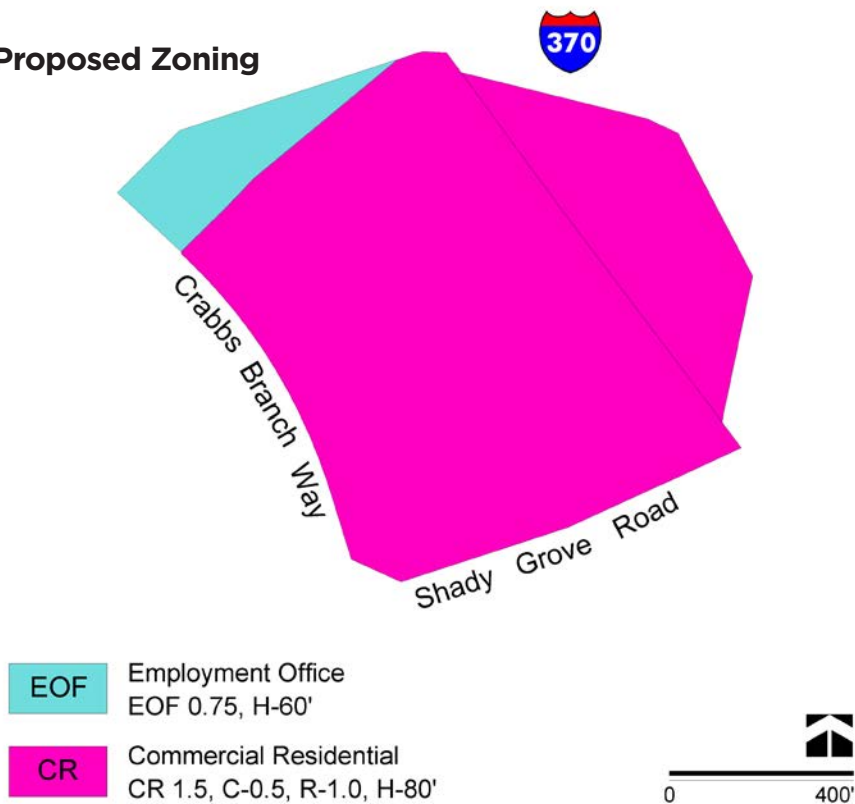 Proposed Zoning
370
Crabbs Branch Way
Shady Grove Road
EOF
Employment Office
EOF 0.75, H-60'
CR
Commercial Residential
CR 1.5, C-0.5, R-1.0, H-80'
0 400'